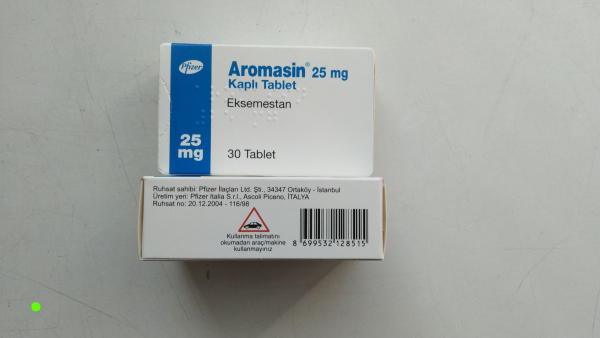 Pfizer
Aromasin® 25 mg
Kaplı Tablet
Eksemestan
25
mg
30 Tablet
Ruhsat sahibi: Pfizer İlaçları Ltd. Şti., 34347 Ortaköy - İstanbul
Üretim yeri: Pfizer Italia S.r.l., Ascoli Piceno, İTALYA
Ruhsat no: 20.12.2004 - 116/98
Kullanma talimatını
okumadan araç/makine
kullanmayınız
8 699532 128515